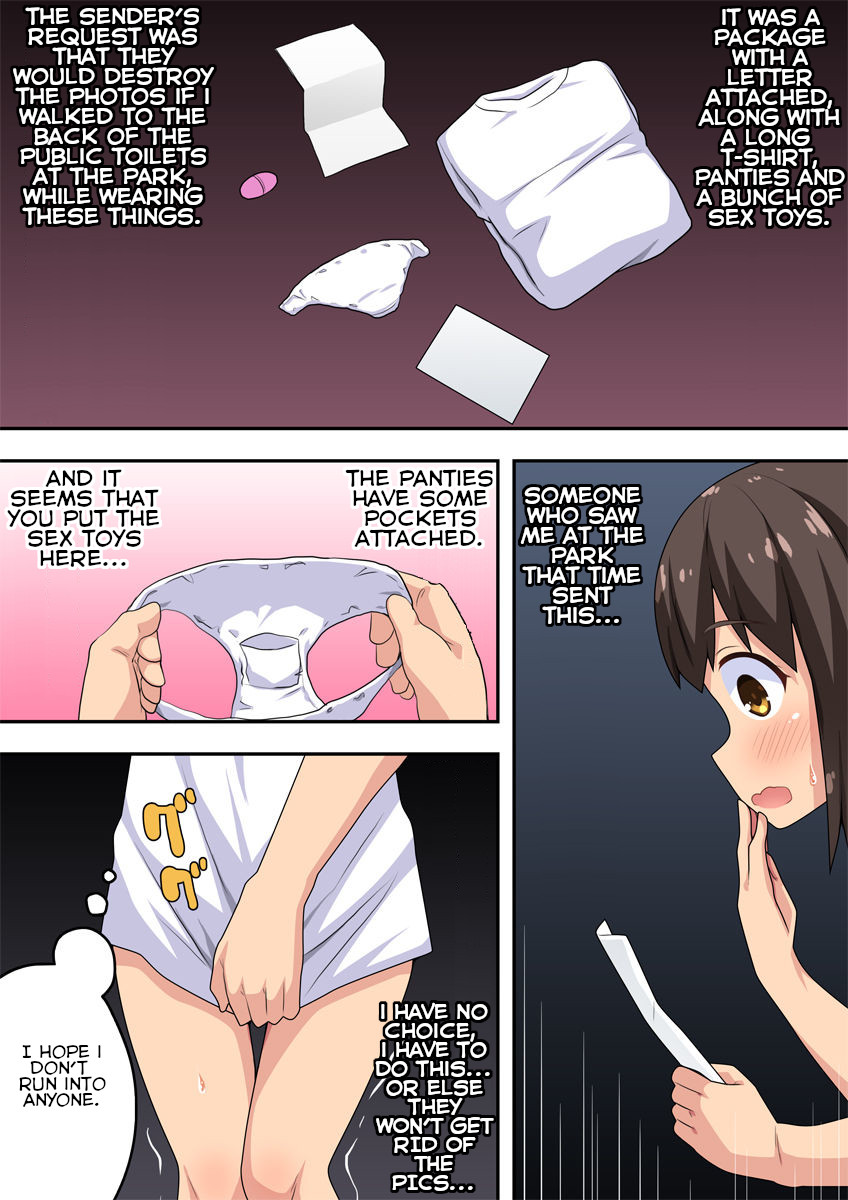 IT WAS A
PACKAGE
WITH A
LETTER
ATTACHED,
ALONG WITH
A LONG
T-SHIRT,
PANTIES AND
A BUNCH OF
SEX TOYS.
THE SENDER'S
REQUEST WAS
THAT THEY
WOULD DESTROY
THE PHOTOS IF I
WALKED TO THE
BACK OF THE
PUBLIC TOILETS
AT THE PARK,
WHILE WEARING
THESE THINGS.
SOMEONE
WHO SAW
ME AT THE
PARK
THAT TIME
SENT
THIS...
THE PANTIES
HAVE SOME
POCKETS
ATTACHED.
AND IT
SEEMS THAT
YOU PUT THE
SEX TOYS
HERE...
ビ
ビ
I HAVE NO
CHOICE,
I HAVE TO
DO THIS...
OR ELSE
THEY
WON'T GET
RID OF
THE
PICS...
I HOPE I
DON'T
RUN INTO
ANYONE.